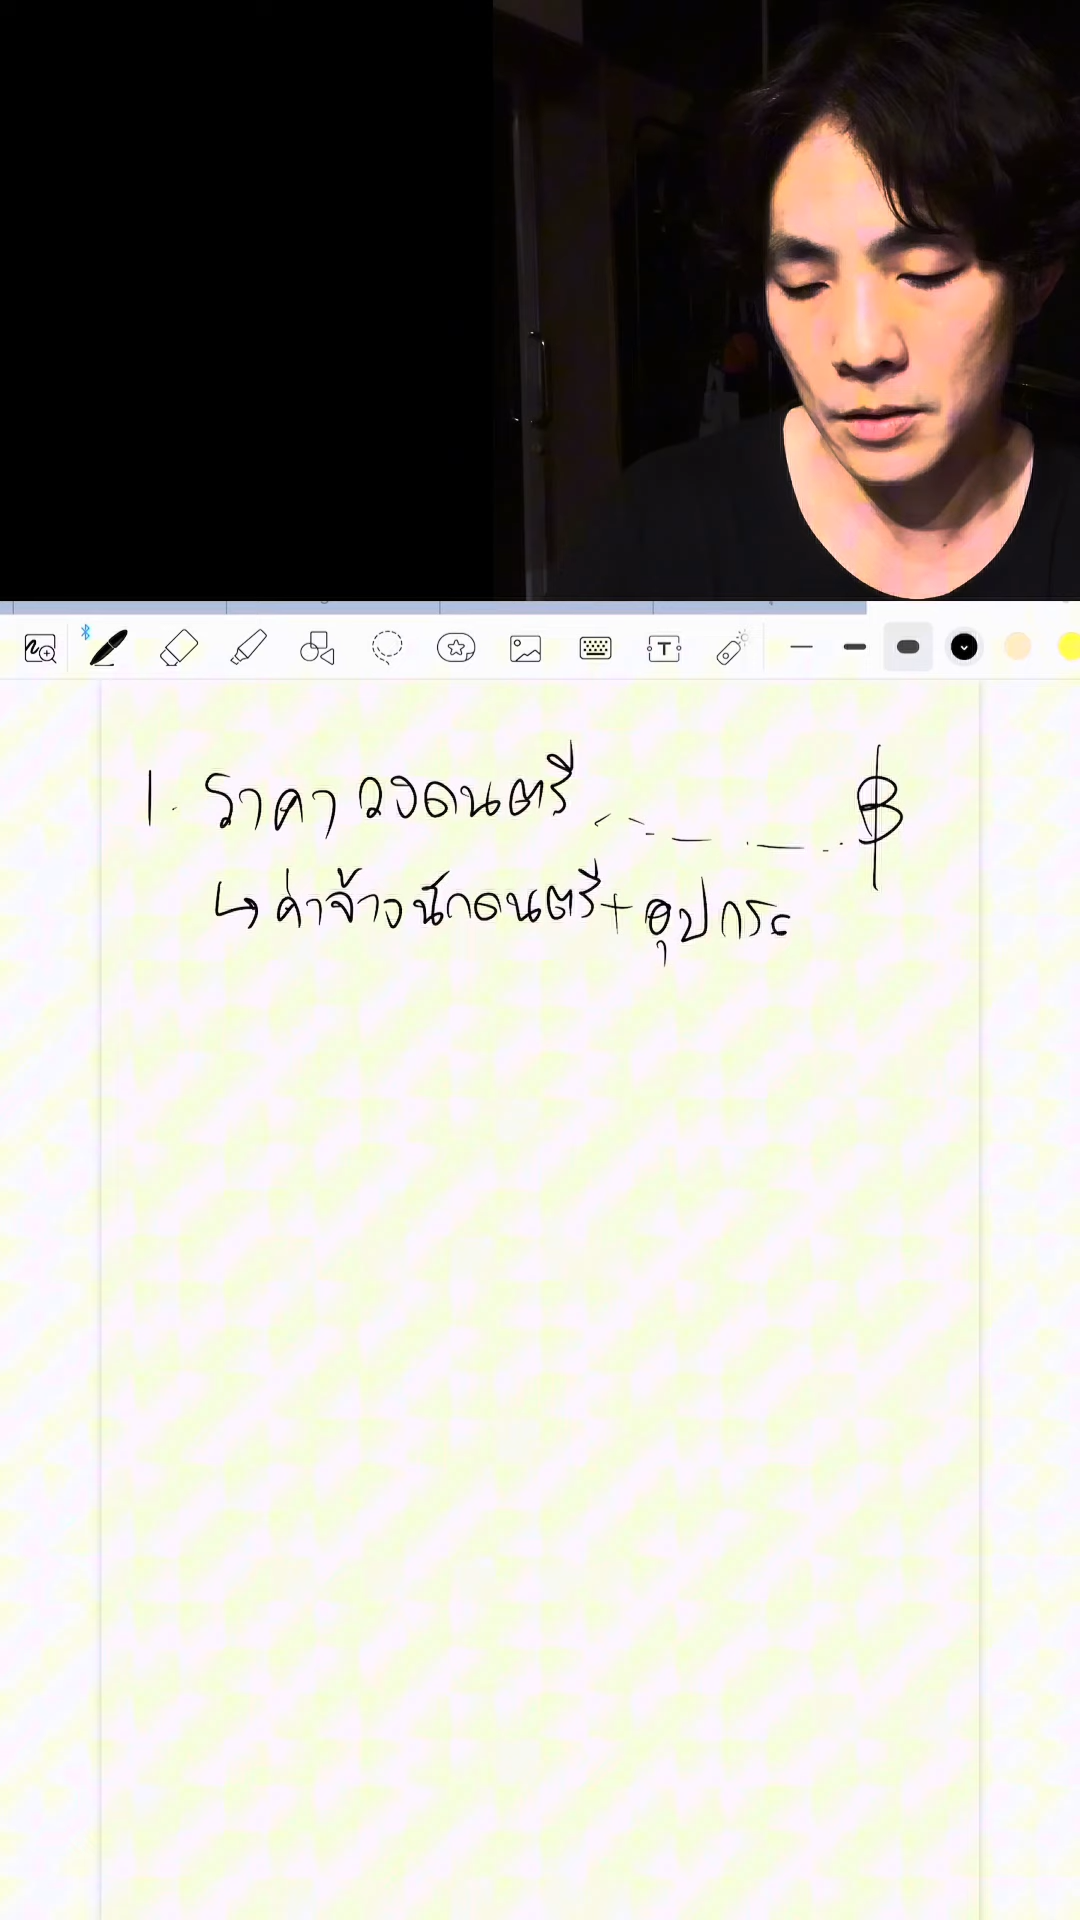 1. ราคาวงดนตรี ฿
↳ ค่าจ้างนักดนตรี + อุปกร